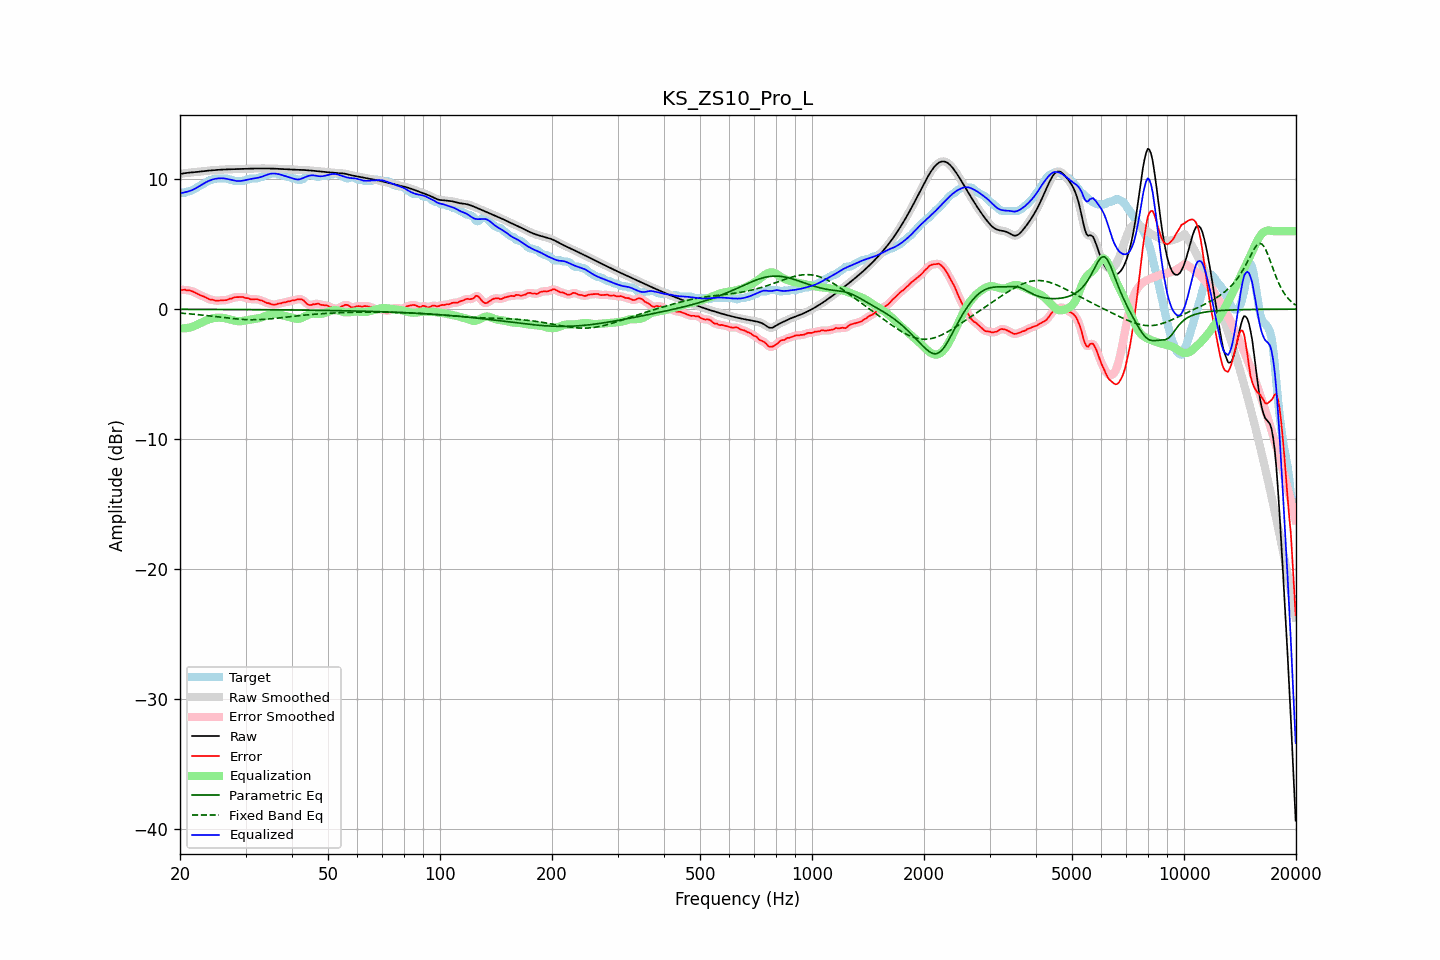 KS_ZS10_Pro_L
Amplitude (dBr)
10
0
−10
−20
−30
−40
Target
Raw Smoothed
Error Smoothed
Raw
Error
Equalization
Parametric Eq
Fixed Band Eq
Equalized
20 50 100 200 500 1000 2000 5000 10000 20000
Frequency (Hz)